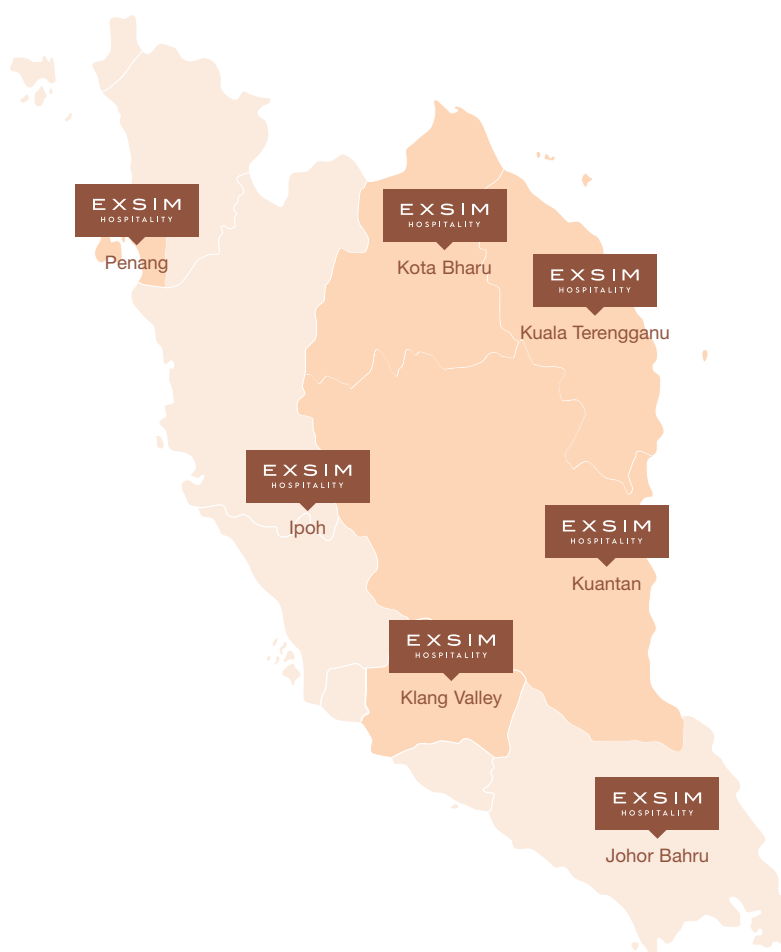 EXSIM
HOSPITALITY
Penang
EXSIM
HOSPITALITY
Kota Bharu
EXSIM
HOSPITALITY
Kuala Terengganu
EXSIM
HOSPITALITY
Ipoh
EXSIM
HOSPITALITY
Kuantan
EXSIM
HOSPITALITY
Klang Valley
EXSIM
HOSPITALITY
Johor Bahru